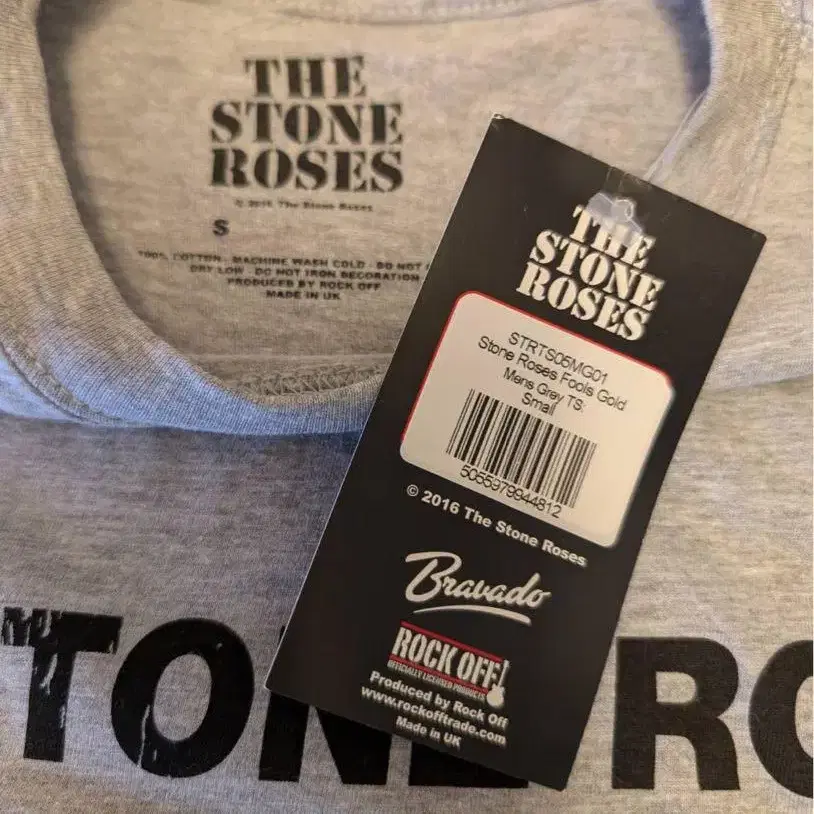 THE
STONE
ROSES
© 2016 The Stone Roses
S
100% COTTON - MACHINE WASH COLD - DO NOT
DRY LOW - DO NOT IRON DECORATION
PRODUCED BY ROCK OFF
MADE IN UK
THE
STONE
ROSES
STRTS05MG01
Stone Roses Fools Gold
Mens Grey TS:
Small
5055979944812
© 2016 The Stone Roses
Bravado
ROCK OFF!
OFFICIALLY LICENSED PRODUCTS
Produced by Rock Off
www.rockofftrade.com
Made in UK
TONE RO